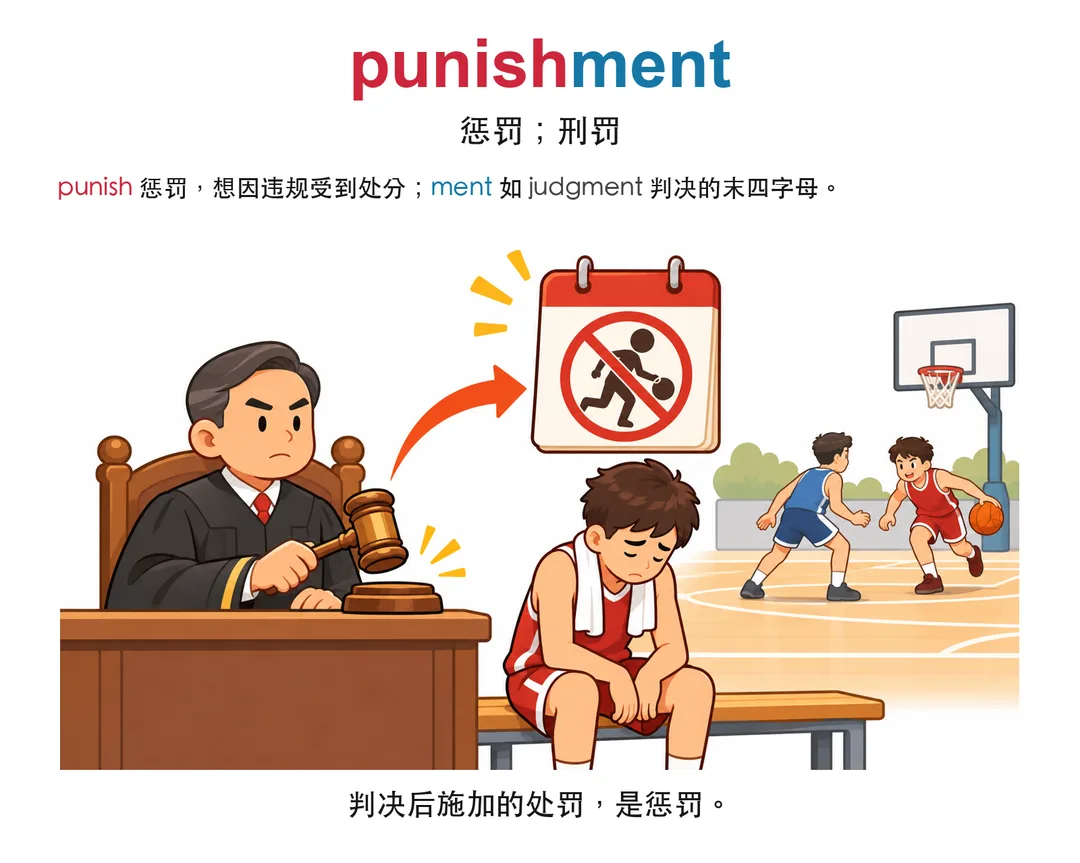 punishment
惩罚；刑罚
punish 惩罚，想因违规受到处分；ment 如 judgment 判决的末四字母。
判决后施加的处罚，是惩罚。